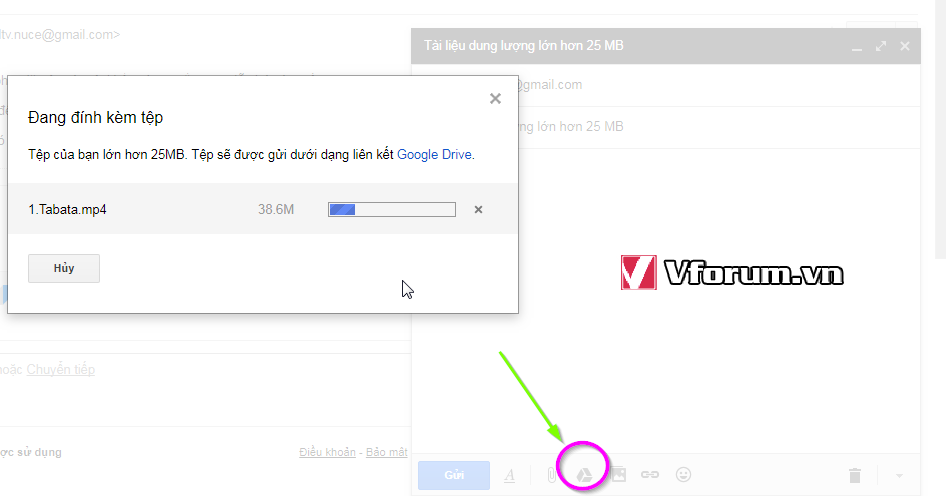 ltv.nuce@gmail.com>
Tài liệu dung lượng lớn hơn 25 MB
@gmail.com
ng lớn hơn 25 MB
Đang đính kèm tệp
Tệp của bạn lớn hơn 25MB. Tệp sẽ được gửi dưới dạng liên kết Google Drive.
1.Tabata.mp4 38.6M
Hủy
Vforum.vn
hoặc Chuyển tiếp
ợc sử dụng
Điều khoản - Bảo mật
Gửi
A